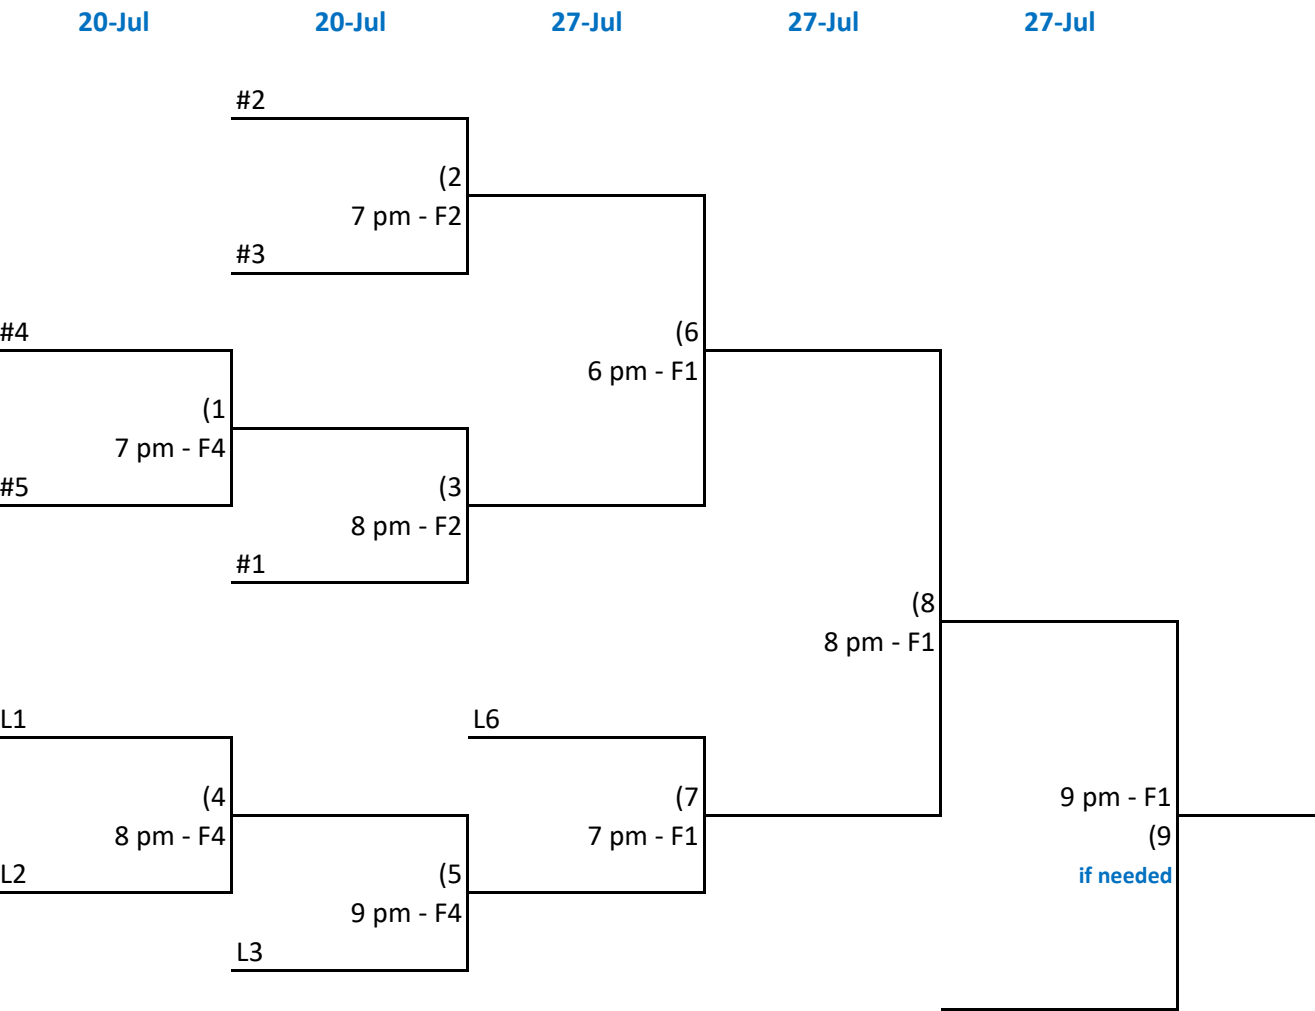 20-Jul 20-Jul 27-Jul 27-Jul 27-Jul
#2
(2
7 pm - F2
#3
#4
(6
6 pm - F1
(1
7 pm - F4
#5
(3
8 pm - F2
#1
(8
8 pm - F1
L1
L6
(4
8 pm - F4
(7
7 pm - F1
9 pm - F1
(9
if needed
L2
(5
9 pm - F4
L3